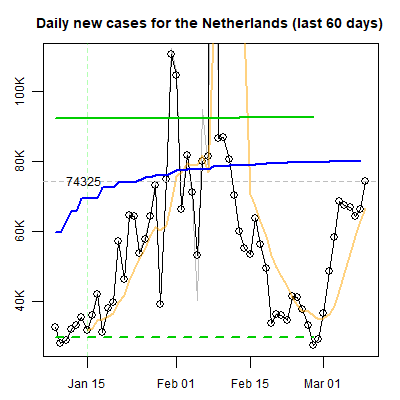 Daily new cases for the Netherlands (last 60 days)
100K
80K
74325
60K
40K
Jan 15 Feb 01 Feb 15 Mar 01